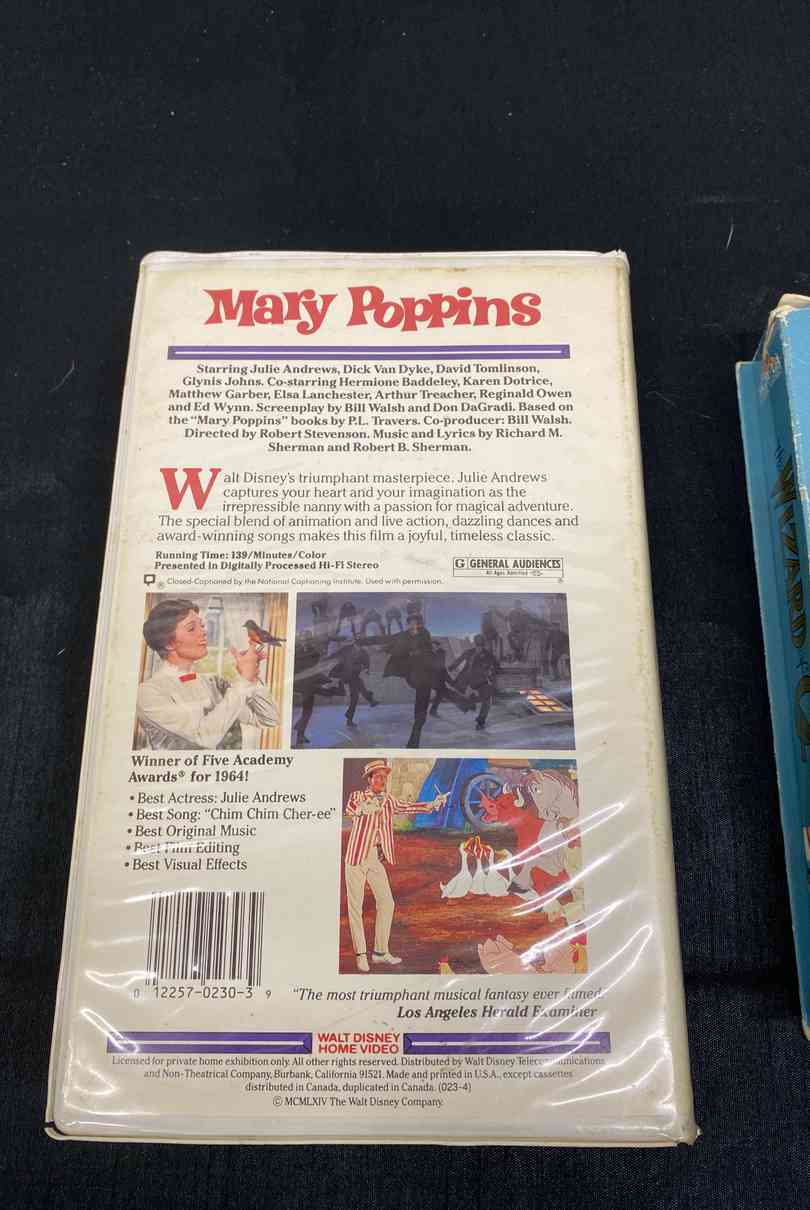 Mary Poppins
Starring Julie Andrews, Dick Van Dyke, David Tomlinson,
Glynis Johns. Co-starring Hermione Baddeley, Karen Dotrice,
Matthew Garber, Elsa Lanchester, Arthur Treacher, Reginald Owen
and Ed Wynn. Screenplay by Bill Walsh and Don DaGradi. Based on
the "Mary Poppins" books by P.L. Travers. Co-producer: Bill Walsh.
Directed by Robert Stevenson. Music and Lyrics by Richard M.
Sherman and Robert B. Sherman.
Walt Disney's triumphant masterpiece. Julie Andrews
captures your heart and your imagination as the
irrepressible nanny with a passion for magical adventure.
The special blend of animation and live action, dazzling dances and
award-winning songs makes this film a joyful, timeless classic.
Running Time: 139/Minutes/Color
Presented in Digitally Processed Hi-Fi Stereo
G GENERAL AUDIENCES
All Ages Admitted
® Closed-Captioned by the National Captioning Institute. Used with permission.
®
Winner of Five Academy
Awards® for 1964!
• Best Actress: Julie Andrews
• Best Song: "Chim Chim Cher-ee"
• Best Original Music
• Best Film Editing
• Best Visual Effects
0 12257-0230-3 9
"The most triumphant musical fantasy ever filmed."
Los Angeles Herald Examiner
WALT DISNEY
HOME VIDEO
Licensed for private home exhibition only. All other rights reserved. Distributed by Walt Disney Telecommunications
and Non-Theatrical Company, Burbank, California 91521. Made and printed in U.S.A., except cassettes
distributed in Canada, duplicated in Canada. (023-4)
© MCMLXIV The Walt Disney Company.
WIZARD